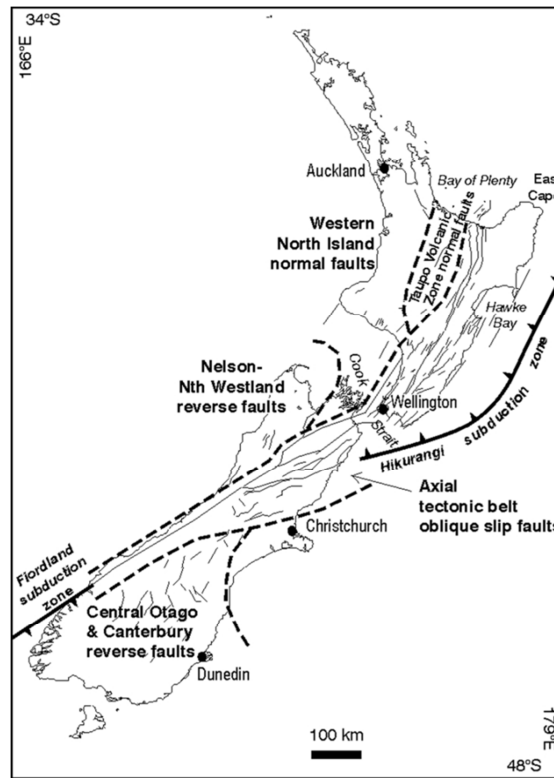 34°S
166°E
Auckland
Bay of Plenty
East
Cape
Western
North Island
normal faults
Taupo Volcanic
Zone normal faults
Hawke
Bay
Nelson-
Nth Westland
reverse faults
Cook
Strait
Wellington
Hikurangi subduction zone
Axial
tectonic belt
oblique slip faults
Christchurch
Fiordland
subduction
zone
Central Otago
& Canterbury
reverse faults
Dunedin
100 km
179°E
48°S